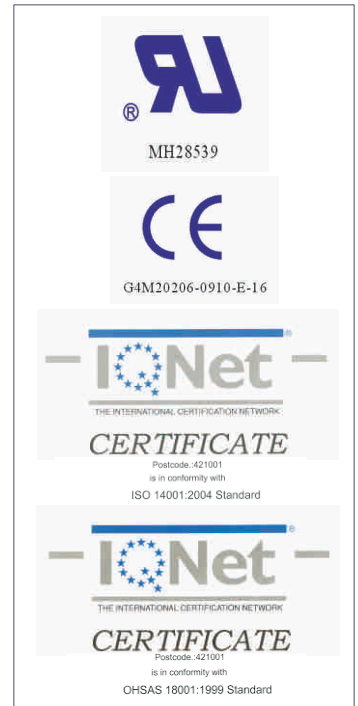 RU
®
MH28539
CE
G4M20206-0910-E-16
®
IQNet
THE INTERNATIONAL CERTIFICATION NETWORK
CERTIFICATE
Postcode.:421001
is in conformity with
ISO 14001:2004 Standard
®
IQNet
THE INTERNATIONAL CERTIFICATION NETWORK
CERTIFICATE
Postcode.:421001
is in conformity with
OHSAS 18001:1999 Standard